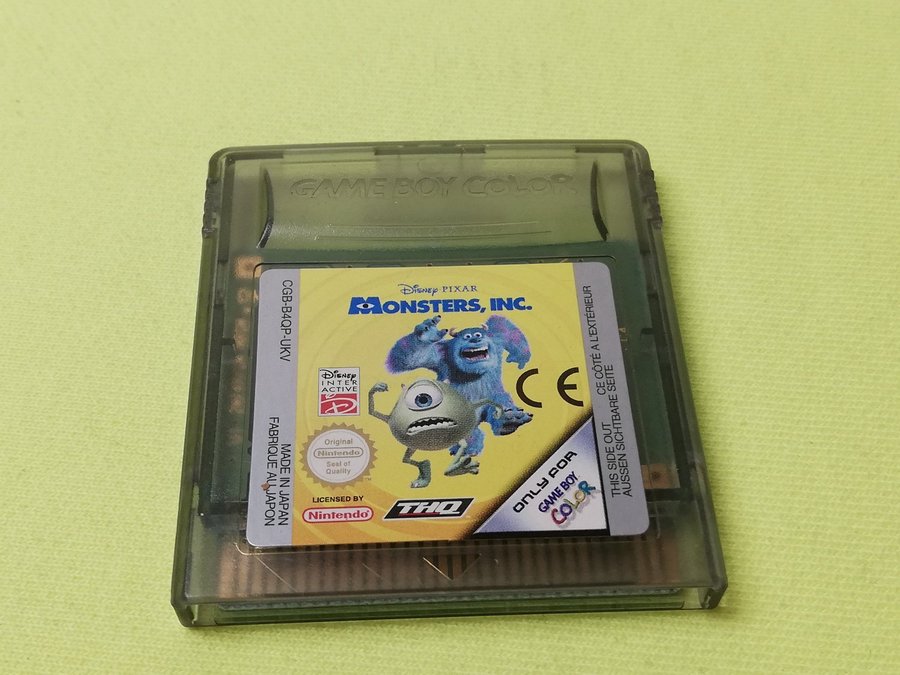 GAME BOY COLOR
CGB-B4QP-UKV
MADE IN JAPAN
FABRIQUE AU JAPON
Disney PIXAR
MONSTERS, INC.
Disney
INTER
ACTIVE
Original
Nintendo
Seal of
Quality
TM
LICENSED BY
Nintendo
THQ
CE
ONLY FOR
GAME BOY
COLOR
THIS SIDE OUT
CE CÔTÉ A L'EXTÉRIEUR
AUSSEN SICHTBARE SEITE